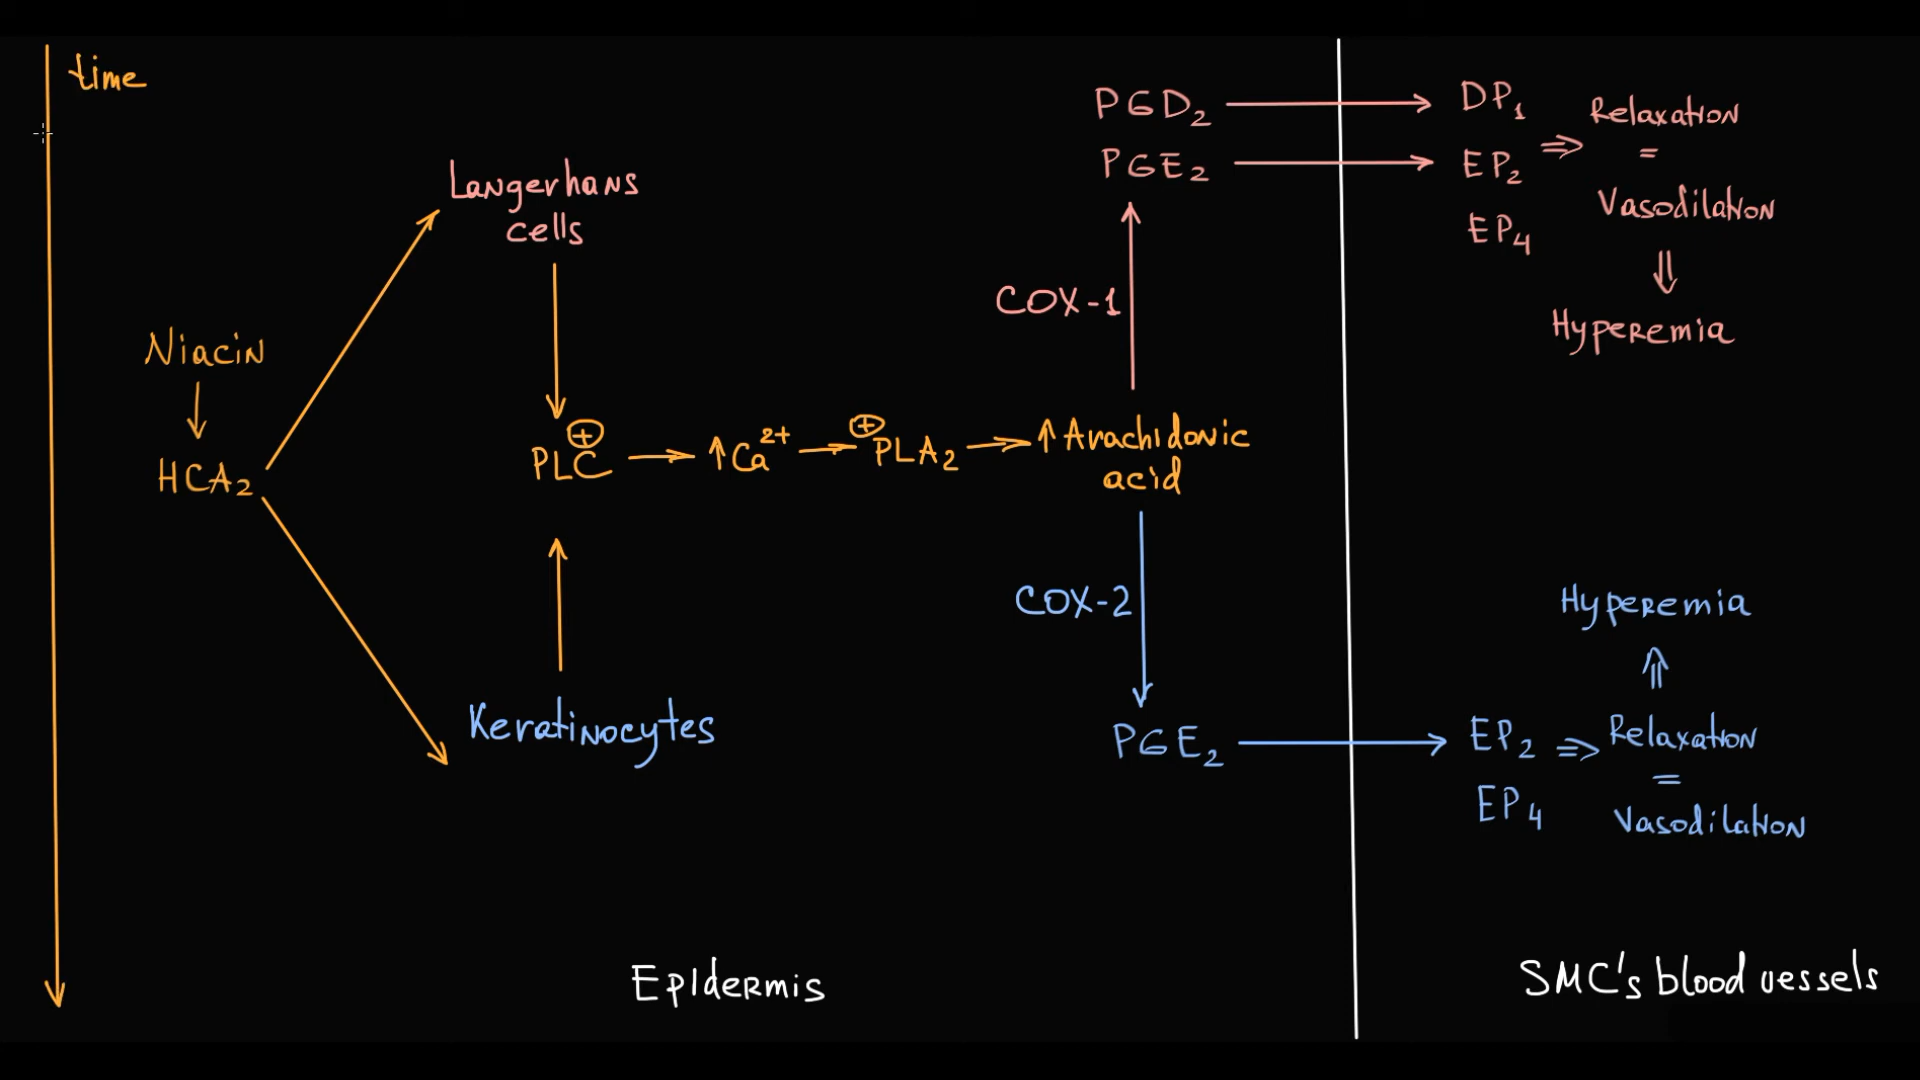 time
Langerhans
cells
Niacin
HCA2
PLC +
↑Ca2+
+ PLA2
↑Arachidonic
acid
Keratinocytes
COX-1
PGD2
PGE2
COX-2
PGE2
DP1
EP2
EP4
⇒ Relaxation
=
Vasodilation
⇓
Hyperemia
Hyperemia
⇑
EP2 ⇒ Relaxation
=
EP4
Vasodilation
Epidermis
SMC's blood vessels